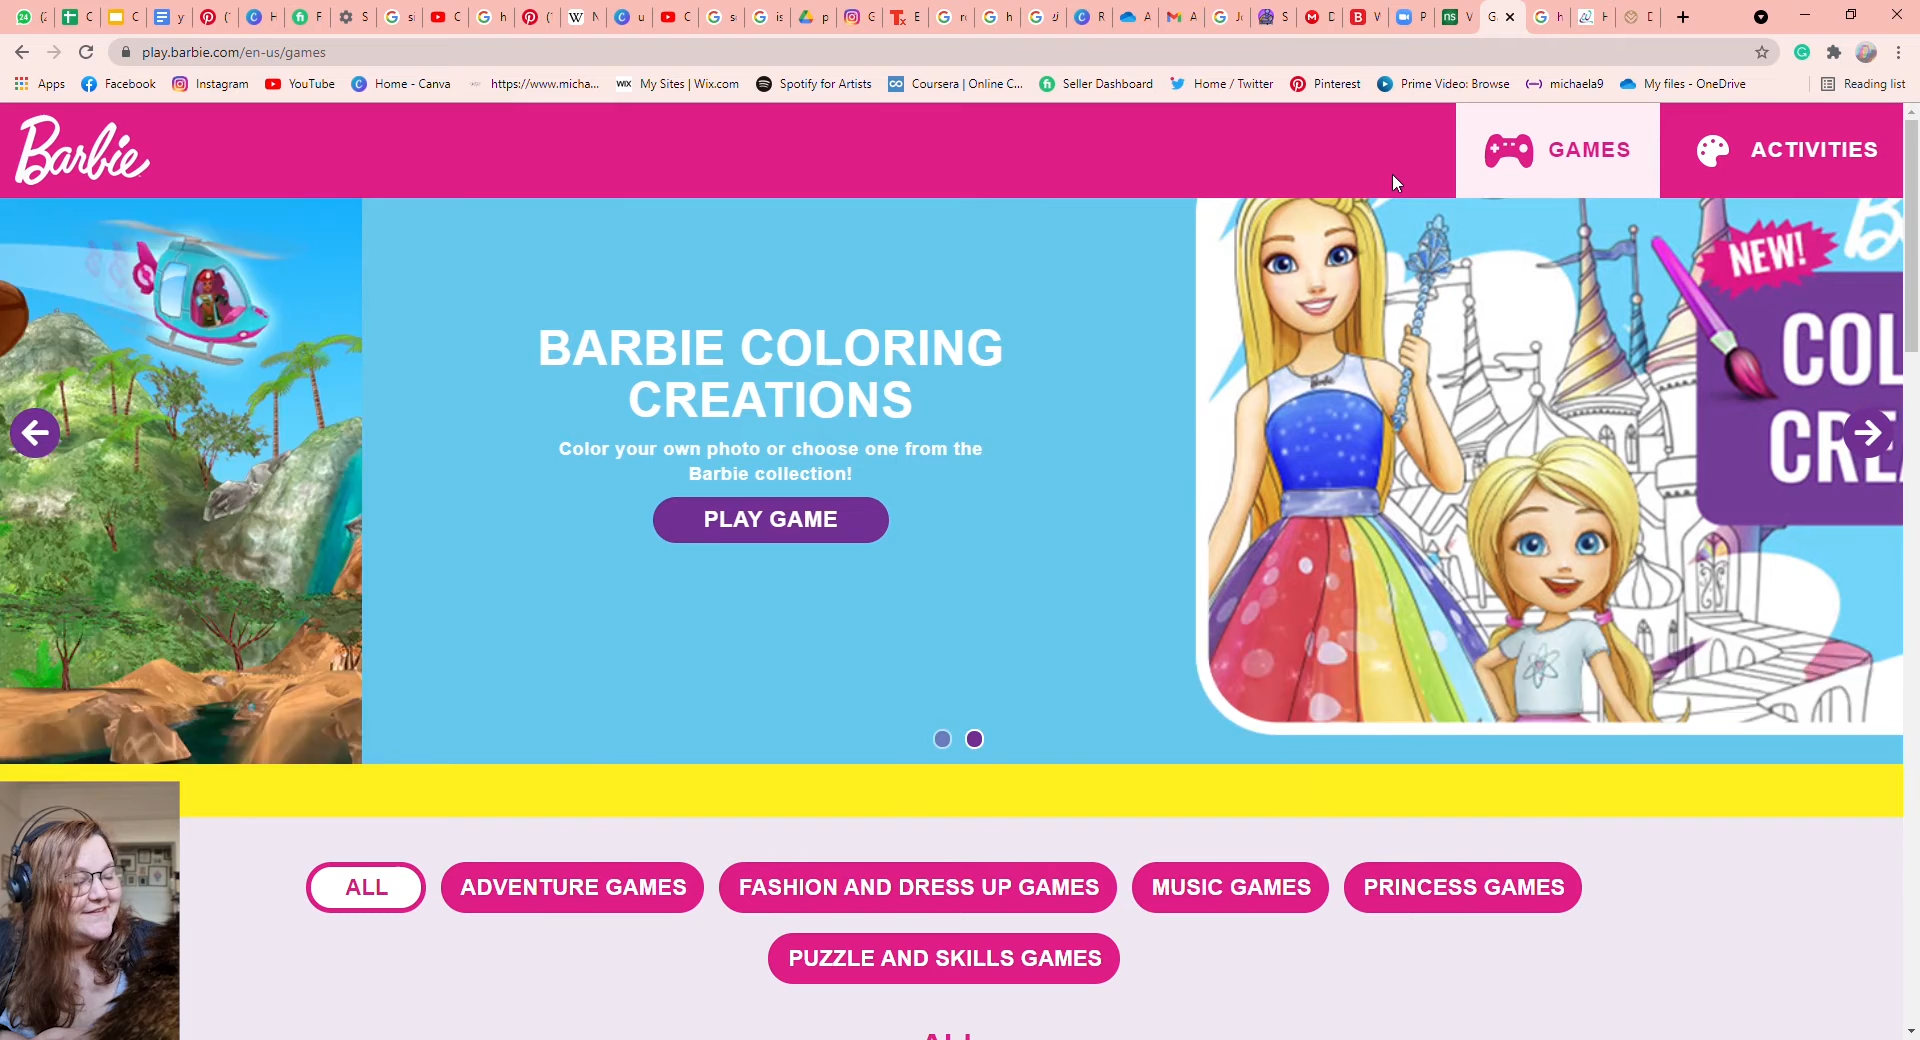 play.barbie.com/en-us/games
Apps Facebook Instagram YouTube Home - Canva https://www.micha... WIX My Sites | Wix.com Spotify for Artists Coursera | Online C... Seller Dashboard Home / Twitter Pinterest Prime Video: Browse michaela9 My files - OneDrive Reading list
Barbie
GAMES
ACTIVITIES
BARBIE COLORING
CREATIONS
Color your own photo or choose one from the
Barbie collection!
PLAY GAME
NEW!
COL
CRE
ALL
ADVENTURE GAMES
FASHION AND DRESS UP GAMES
MUSIC GAMES
PRINCESS GAMES
PUZZLE AND SKILLS GAMES